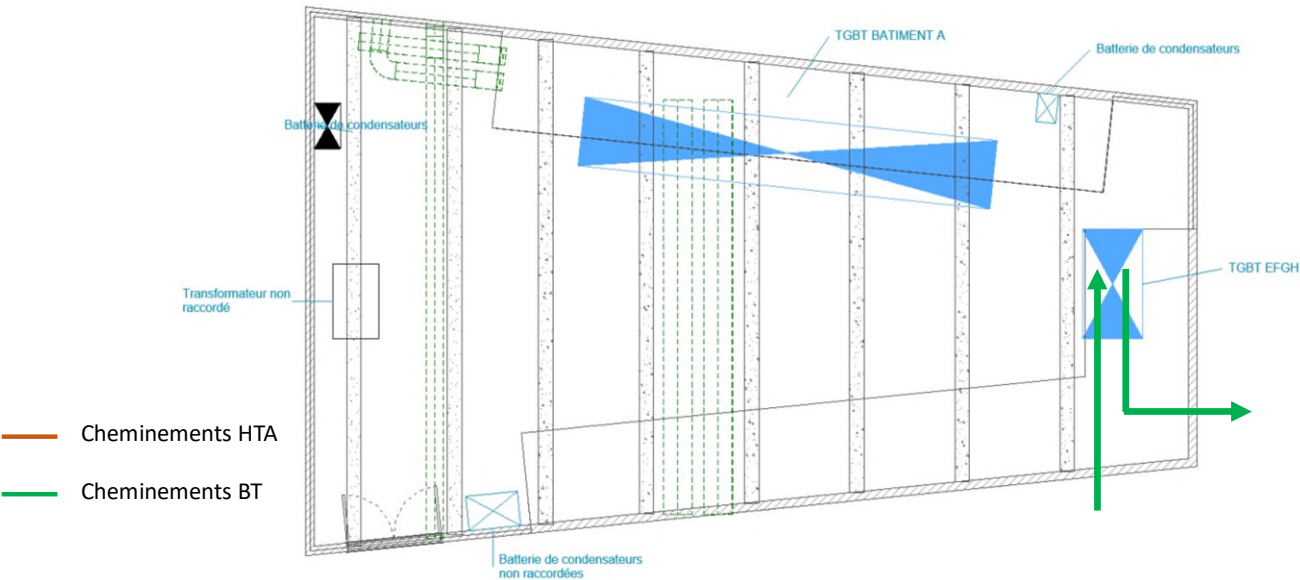 TGBT BATIMENT A
Batterie de condensateurs
Batterie de condensateurs
TGBT EFGH
Transformateur non
raccordé
Cheminements HTA
Cheminements BT
Batterie de condensateurs
non raccordées